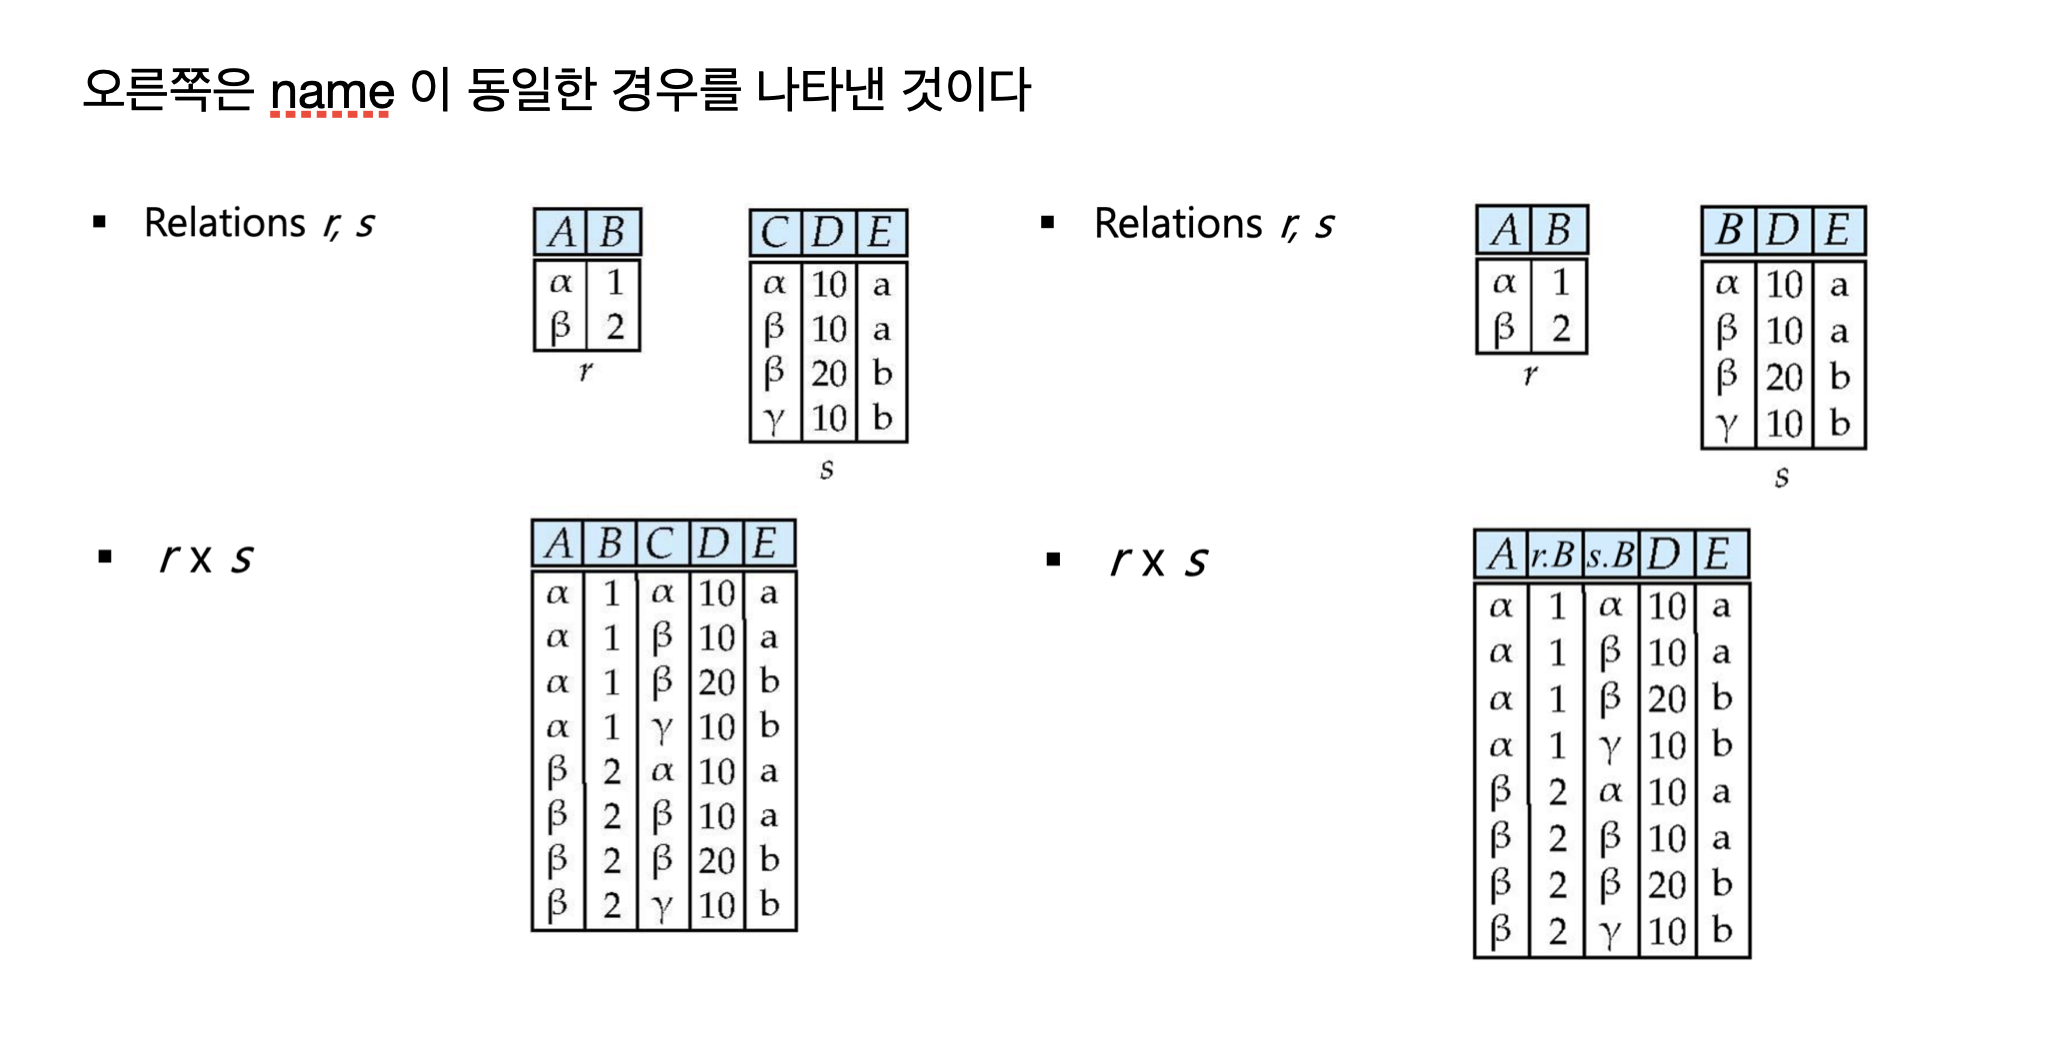 오른쪽은 name 이 동일한 경우를 나타낸 것이다
▪ Relations r, s
A B
α 1
β 2
r
C D E
α 10 a
β 10 a
β 20 b
γ 10 b
s
▪ r x s
A B C D E
α 1 α 10 a
α 1 β 10 a
α 1 β 20 b
α 1 γ 10 b
β 2 α 10 a
β 2 β 10 a
β 2 β 20 b
β 2 γ 10 b
▪ Relations r, s
A B
α 1
β 2
r
B D E
α 10 a
β 10 a
β 20 b
γ 10 b
s
▪ r x s
A r.B s.B D E
α 1 α 10 a
α 1 β 10 a
α 1 β 20 b
α 1 γ 10 b
β 2 α 10 a
β 2 β 10 a
β 2 β 20 b
β 2 γ 10 b